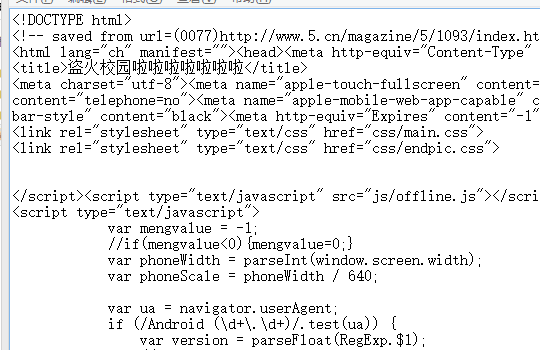 <!DOCTYPE html>
<!-- saved from url=(0077)http://www.5.cn/magazine/5/1093/index.ht
<html lang="ch" manifest=""><head><meta http-equiv="Content-Type"
<title>盗火校园啦啦啦啦啦啦啦</title>
<meta charset="utf-8"><meta name="apple-touch-fullscreen" content=
content="telephone=no"><meta name="apple-mobile-web-app-capable" c
bar-style" content="black"><meta http-equiv="Expires" content="-1"
<link rel="stylesheet" type="text/css" href="css/main.css">
<link rel="stylesheet" type="text/css" href="css/endpic.css">
</script><script type="text/javascript" src="js/offline.js"></scri
<script type="text/javascript">
var mengvalue = -1;
//if(mengvalue<0){mengvalue=0;}
var phoneWidth = parseInt(window.screen.width);
var phoneScale = phoneWidth / 640;
var ua = navigator.userAgent;
if (/Android (\d+\.\d+)/.test(ua)) {
var version = parseFloat(RegExp.$1);